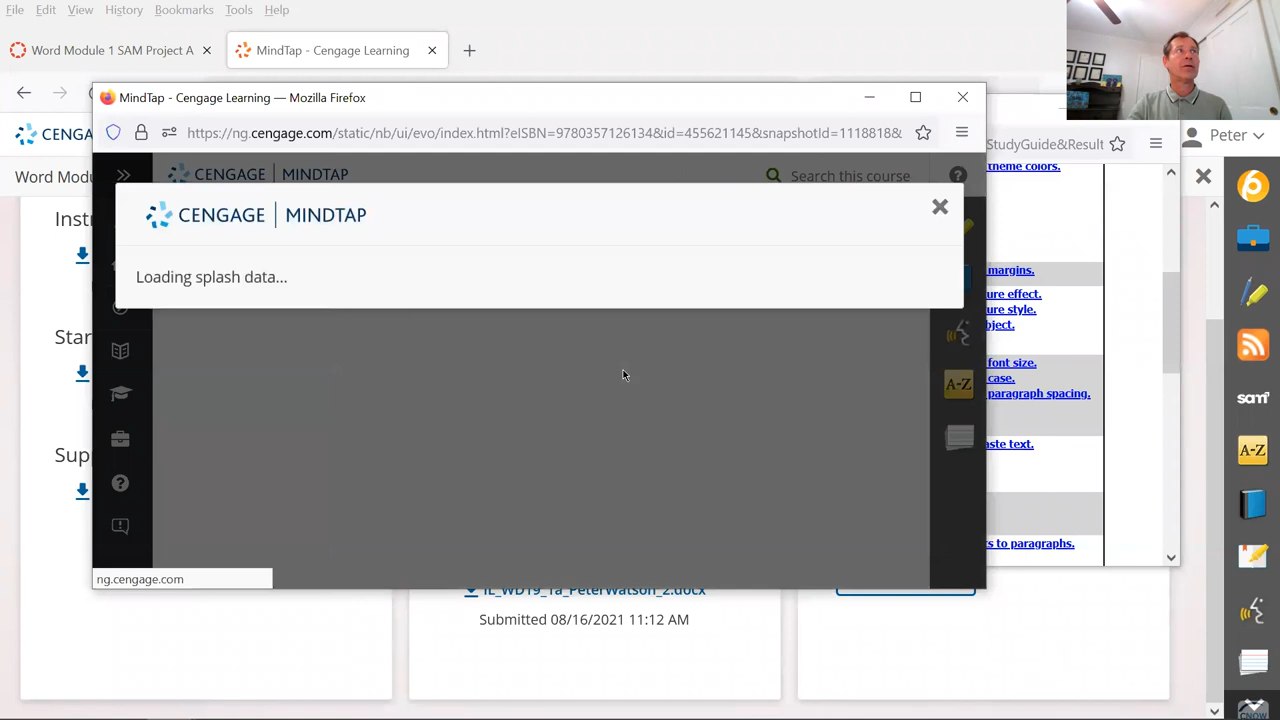 File Edit View History Bookmarks Tools Help
Word Module 1 SAM Project A
MindTap - Cengage Learning
MindTap - Cengage Learning — Mozilla Firefox
https://ng.cengage.com/static/nb/ui/evo/index.html?eISBN=9780357126134&id=455621145&snapshotId=1118818&
StudyGuide&Result
CENGA
Peter
Word Modu
CENGAGE | MINDTAP
Search this course
theme colors.
CENGAGE | MINDTAP
Loading splash data...
Instr
margins.
ure effect.
ure style.
bject.
Star
font size.
case.
paragraph spacing.
A-Z
sam
Sup
aste text.
A-Z
ts to paragraphs.
ng.cengage.com
IL_WD19_1a_PeterWatson_2.docx
Submitted 08/16/2021 11:12 AM
CNOW